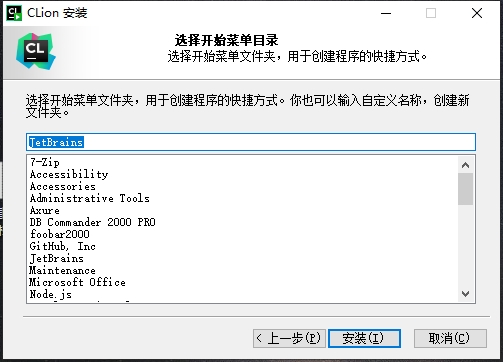 CLion 安装
CL
选择开始菜单目录
选择开始菜单文件夹，用于创建程序的快捷方式。
选择开始菜单文件夹，用于创建程序的快捷方式。你也可以输入自定义名称，创建新
文件夹。
JetBrains
7-Zip
Accessibility
Accessories
Administrative Tools
Axure
DB Commander 2000 PRO
foobar2000
GitHub, Inc
JetBrains
Maintenance
Microsoft Office
Node.js
< 上一步(P)
安装(I)
取消(C)